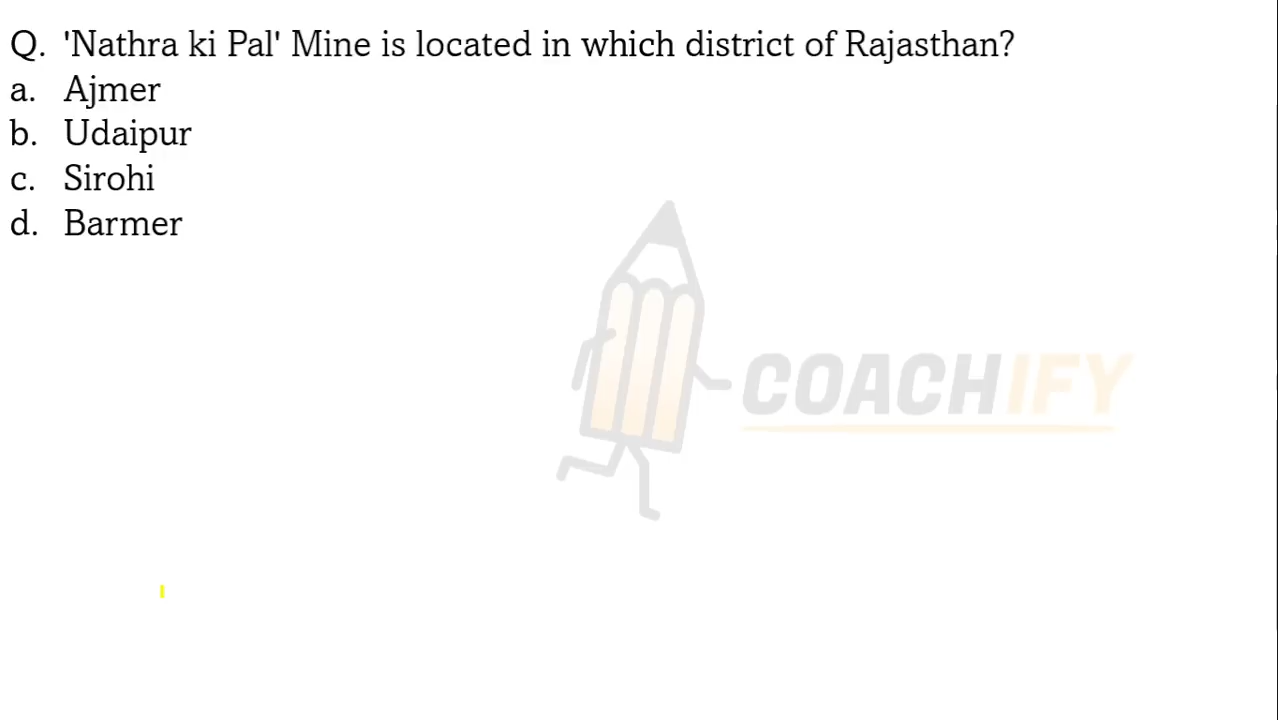 Q. 'Nathra ki Pal' Mine is located in which district of Rajasthan?
a. Ajmer
b. Udaipur
c. Sirohi
d. Barmer
COACHIFY